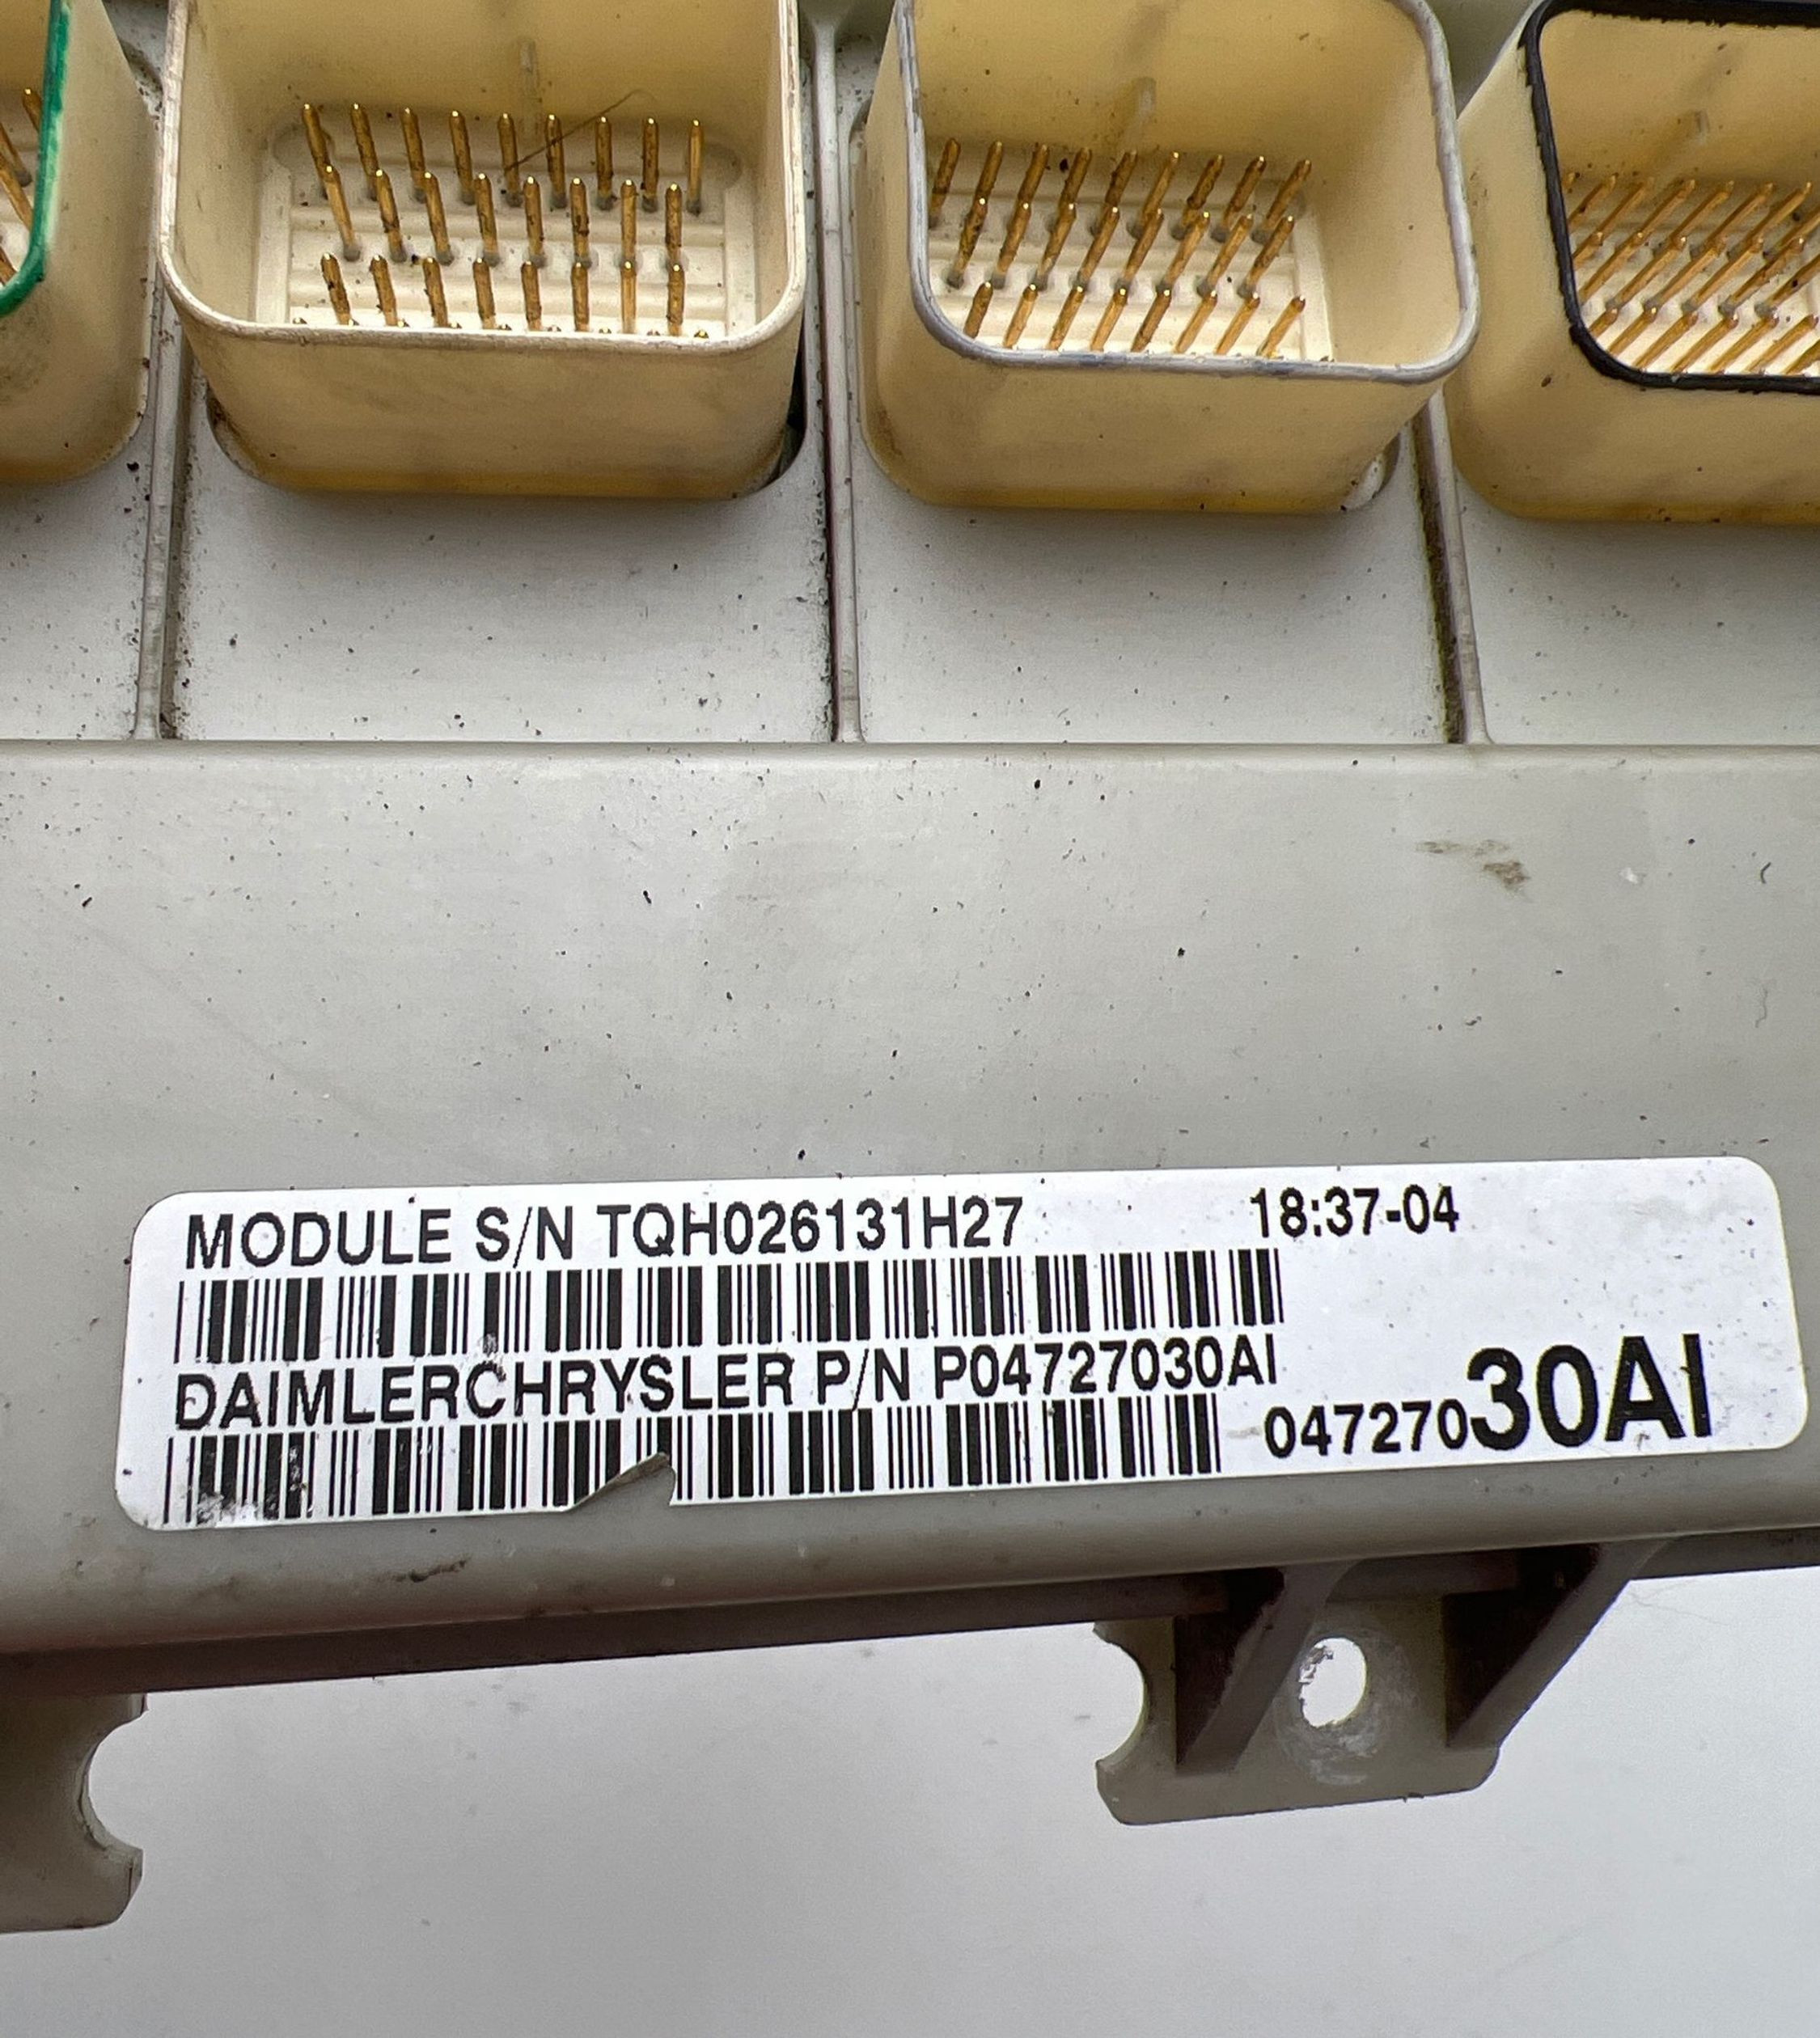 MODULE S/N TQH026131H27 18:37-04
DAIMLERCHRYSLER P/N P04727030AI
04727030AI